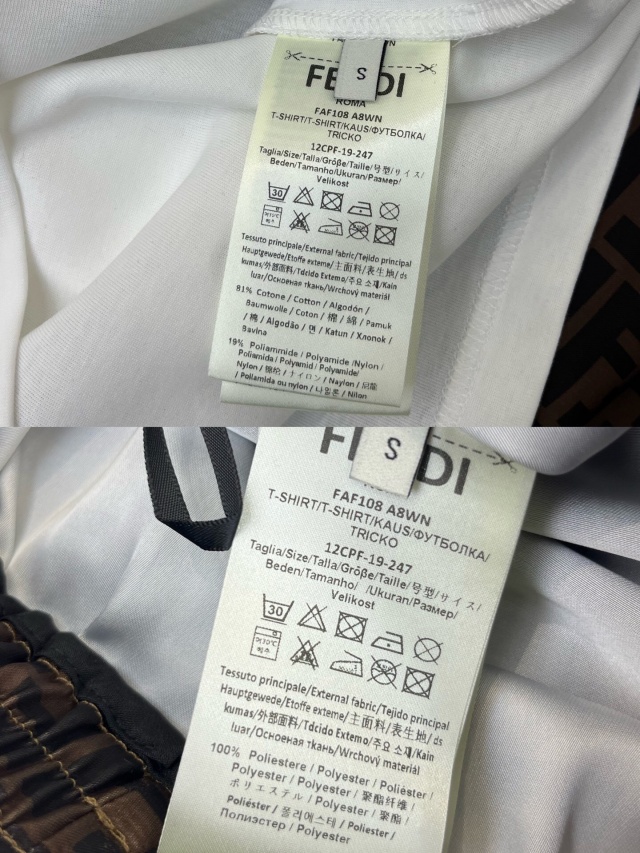 S
FE DI
ROMA
FAF108 A8WN
T-SHIRT/T-SHIRT/KAUS/ФУТБОЛКА/
TRICKO
12CPF-19-247
Taglia/Size/Talla/Größe/Taille/号型/サイズ/
Beden/Tamanho/Ukuran/Размер/
Velikost
30
Tessuto principale/External fabric/Tejido principal
Hauptgewede/Etoffe exteme/主面料/表生地/ds
kumas/外部面料/Tdcido Extemo/주요 소재/Kain
luar/Осноеная ткань/Wrchový materiál
81% Cotone / Cotton / Algodón /
Baumwolle / Coton / 棉 / 綿 / Pamuk
/ 棉 / Algodão / 면 / Katun / Хлопок /
Bavlna
19% Poliammide / Polyamide /Nylon /
Poliamida / Polyamid / Polyamide/
Nylon / 锦纶 / ナイロン / Naylon / 尼龍
/ Poliamida ou nylon / 나일론 / Nilon
S
FE DI
FAF108 A8WN
T-SHIRT/T-SHIRT/KAUS/ФУТБОЛКА/
TRICKO
12CPF-19-247
Taglia/Size/Talla/Größe/Taille/号型/サイズ/
Beden/Tamanho/ /Ukuran/Размер/
Velikost
30
Tessuto principale/External fabric/Tejido principal
Hauptgewede/Etoffe exteme/主面料/表生地/ds
kumas/外部面料/Tdcido Extemo/주요 소재/Kain
luar/Осноеная ткань/Wrchový materiál
100% Poliestere / Polyester / Poliéster /
Polyester / Polyester / 聚酯纤维 /
ポリエステル / Polyester / 聚酯 /
Poliéster / 폴리에스테 / Poliester /
Полиэстер / Polyester